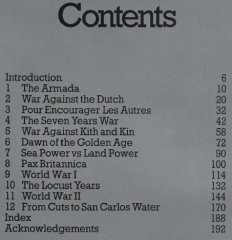 Contents
Introduction 6
1 The Armada 10
2 War Against the Dutch 20
3 Pour Encourager Les Autres 32
4 The Seven Years War 42
5 War Against Kith and Kin 58
6 Dawn of the Golden Age 72
7 Sea Power vs Land Power 90
8 Pax Britannica 100
9 World War I 114
10 The Locust Years 132
11 World War II 144
12 From Cuts to San Carlos Water 170
Index 188
Acknowledgements 192